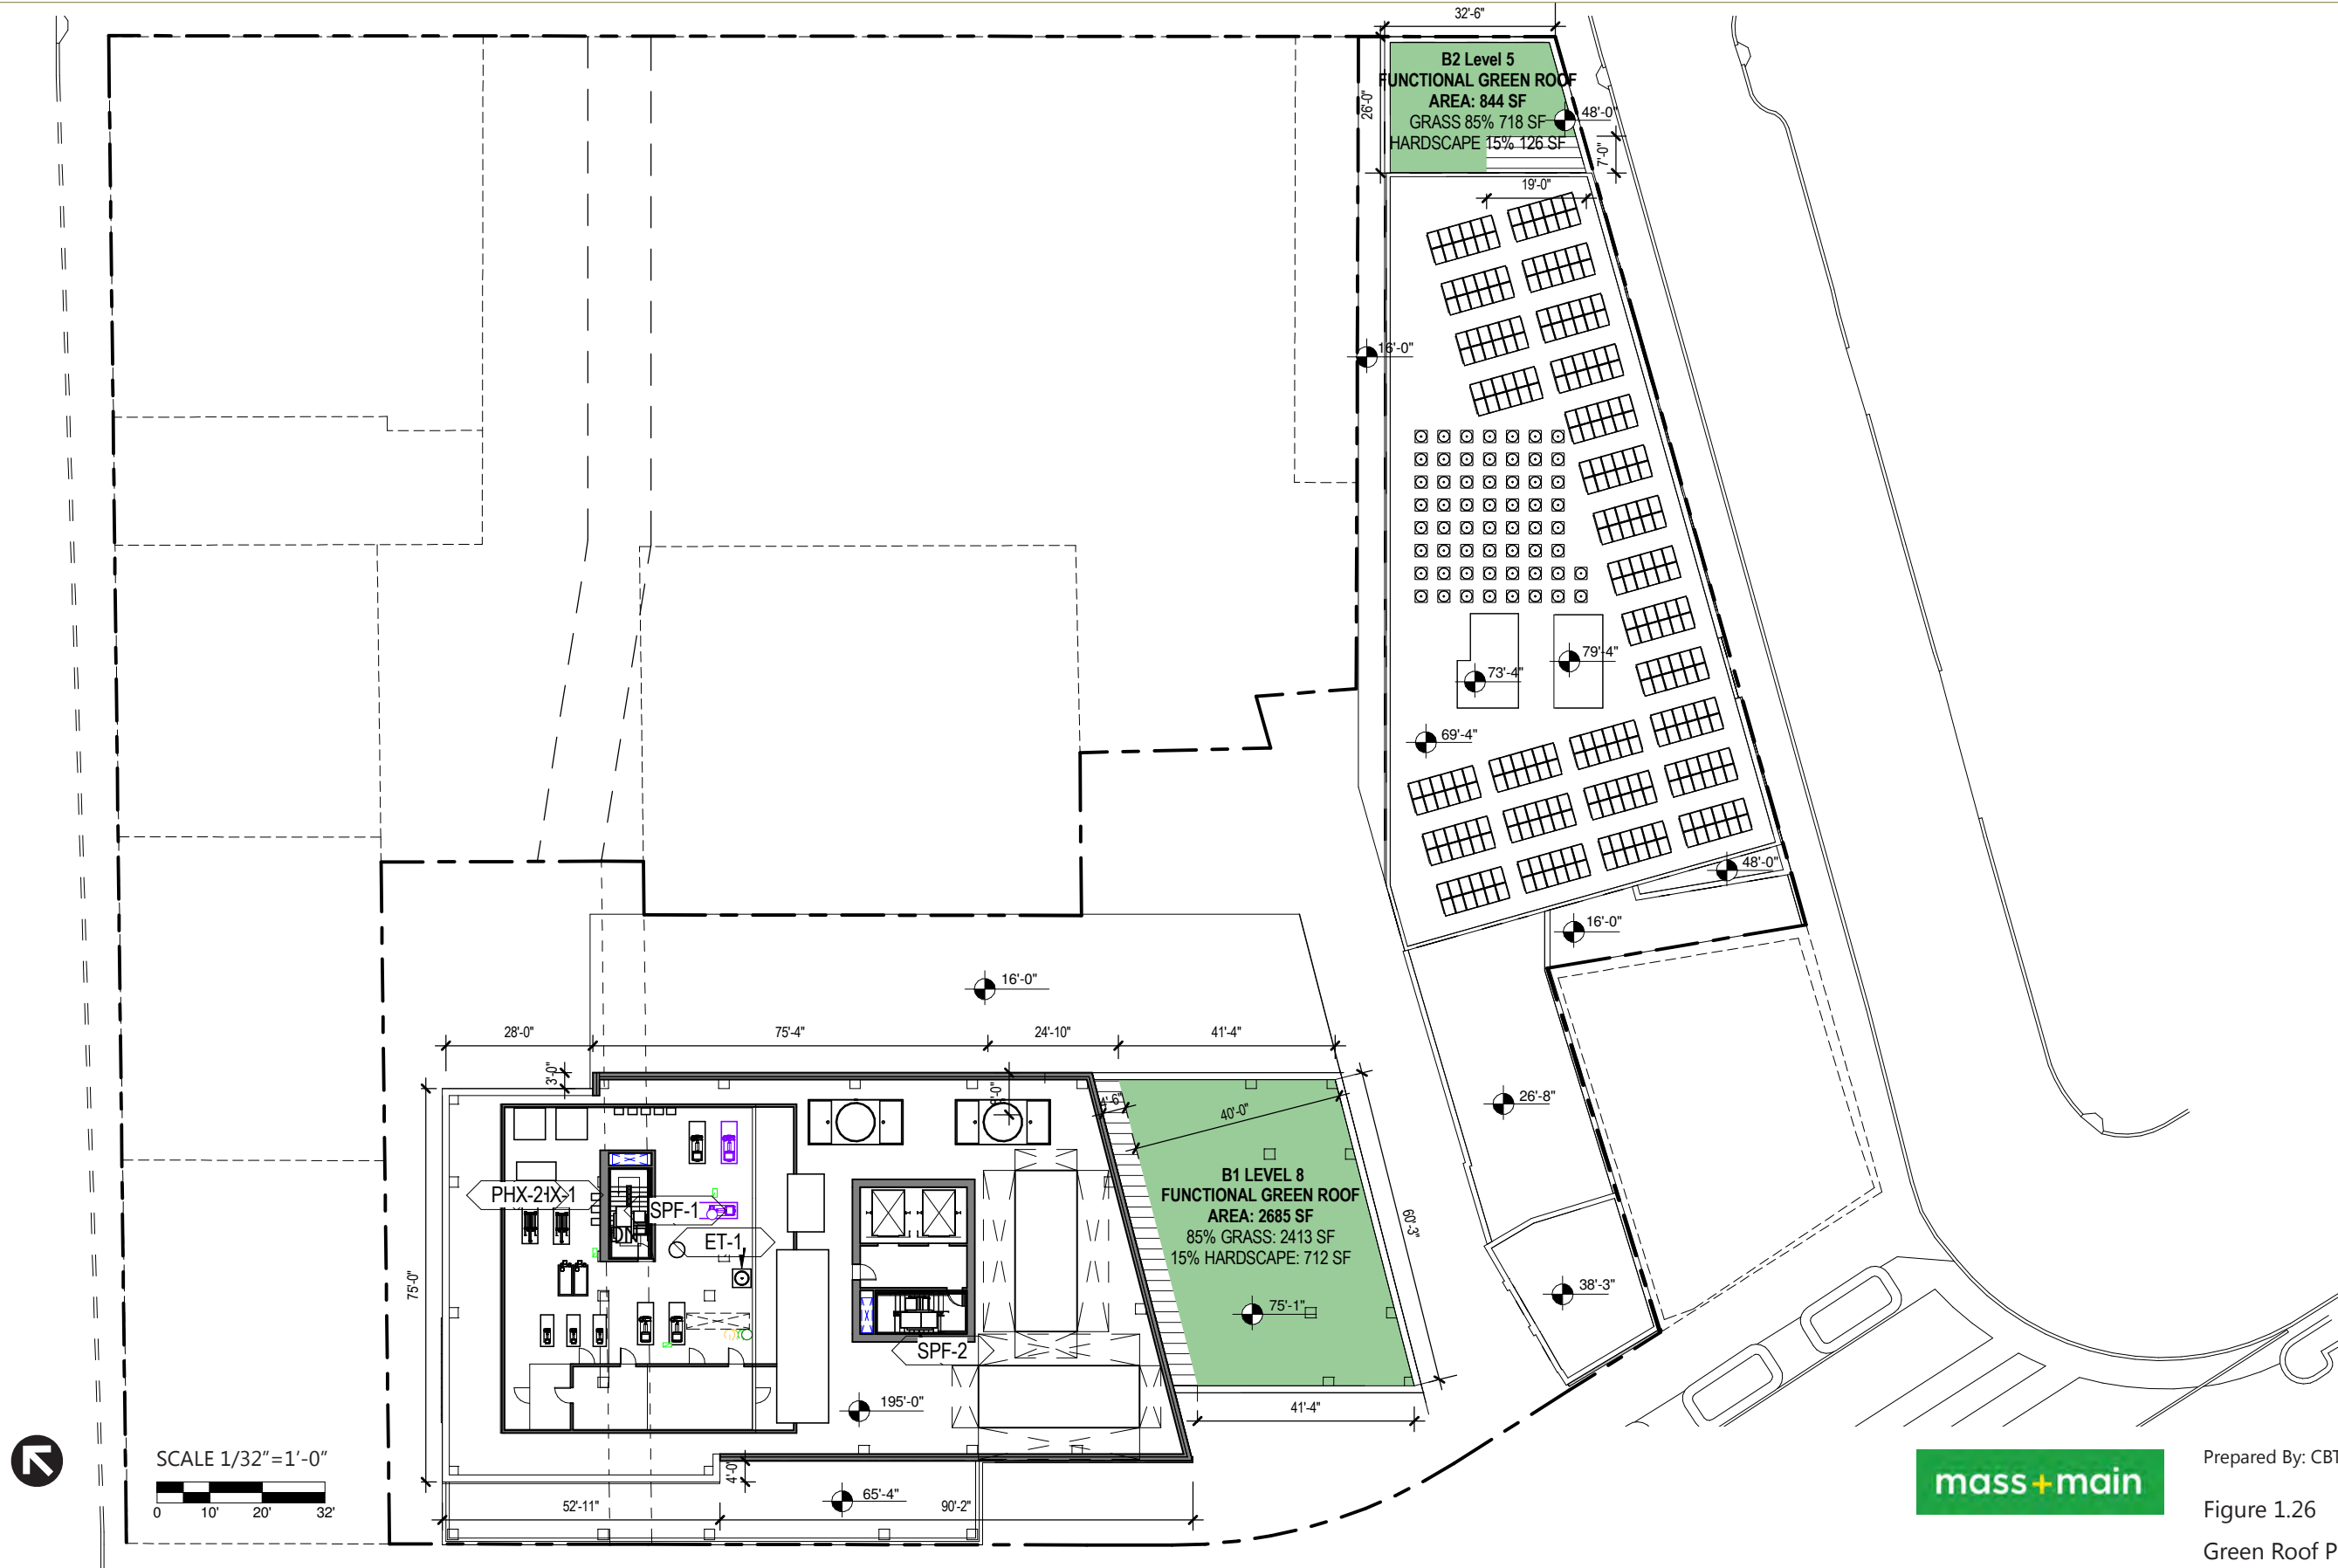 32'-6"
B2 Level 5
FUNCTIONAL GREEN ROOF
AREA: 844 SF
GRASS 85% 718 SF
HARDSCAPE 15% 126 SF
26'-0"
48'-0"
7'-0"
19'-0"
16'-0"
73'-4"
79'-4"
69'-4"
48'-0"
16'-0"
16'-0"
28'-0"
75'-4"
24'-10"
41'-4"
3'-0"
26'-8"
40'-0"
B1 LEVEL 8
FUNCTIONAL GREEN ROOF
AREA: 2685 SF
85% GRASS: 2413 SF
15% HARDSCAPE: 712 SF
PHX-2
SPF-1
DN
ET-1
60'-3"
75'-0"
38'-3"
75'-1"
SPF-2
195'-0"
41'-4"
4'-0"
65'-4"
52'-11"
90'-2"
SCALE 1/32"=1'-0"
0 10' 20' 32'
mass+main
Prepared By: CBT
Figure 1.26
Green Roof P